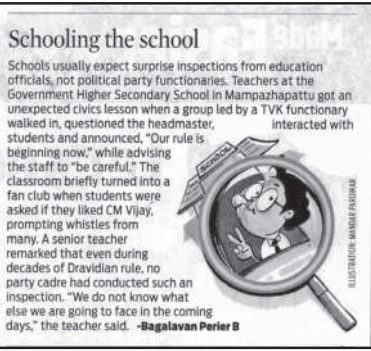 Schooling the school
Schools usually expect surprise inspections from education
officials, not political party functionaries. Teachers at the
Government Higher Secondary School in Mampazhapattu got an
unexpected civics lesson when a group led by a TVK functionary
walked in, questioned the headmaster, interacted with
students and announced, "Our rule is
beginning now," while advising
the staff to "be careful." The
classroom briefly turned into a
fan club when students were
asked if they liked CM Vijay,
prompting whistles from
many. A senior teacher
remarked that even during
decades of Dravidian rule, no
party cadre had conducted such an
inspection. "We do not know what
else we are going to face in the coming
days," the teacher said. -Bagalavan Perier B
SCHOOL
ILLUSTRATION: MANDAR PARDIKAR